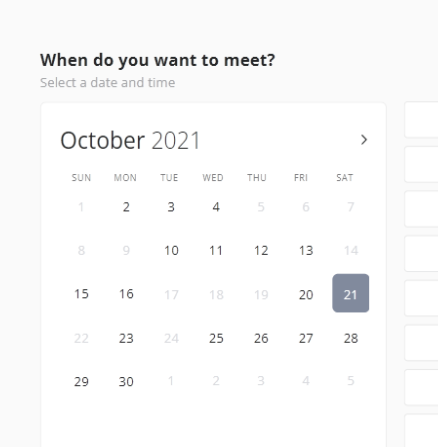 When do you want to meet?
Select a date and time
October 2021
SUN MON TUE WED THU FRI SAT
1 2 3 4 5 6 7
8 9 10 11 12 13 14
15 16 17 18 19 20 21
22 23 24 25 26 27 28
29 30 1 2 3 4 5